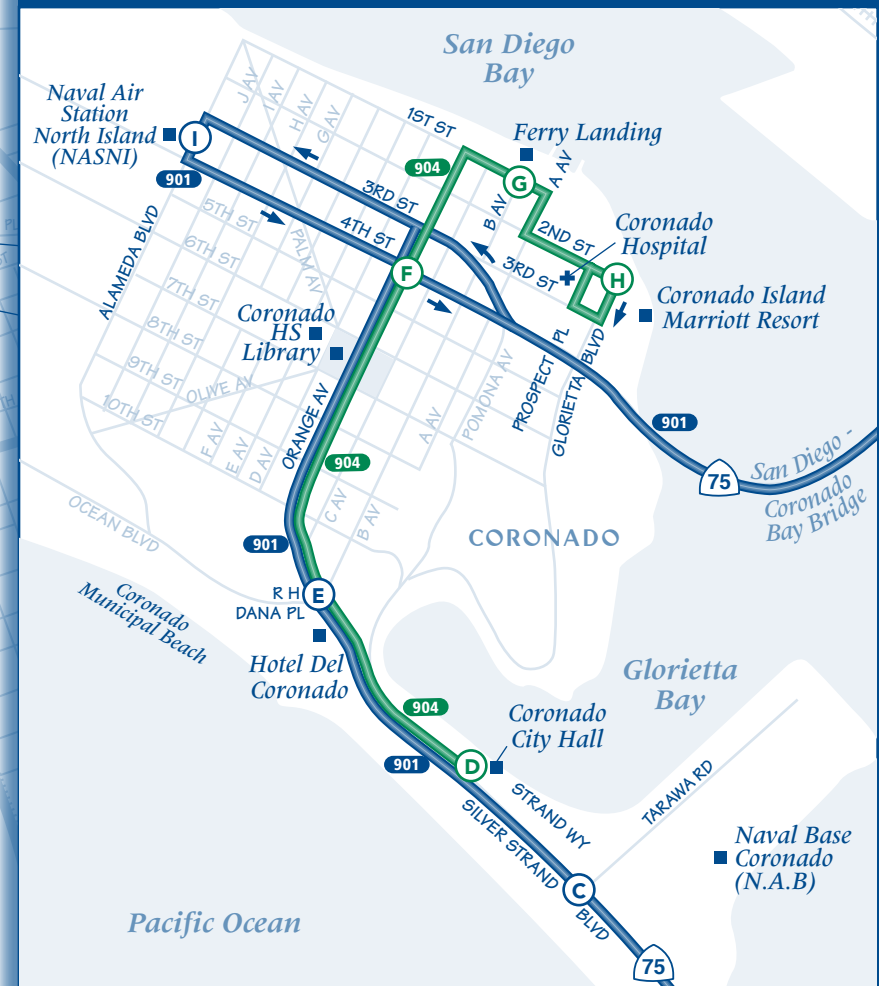 San Diego
Bay
Naval Air
Station
North Island
(NASNI)
I
901
J AV
I AV
H AV
G AV
1ST ST
904
Ferry Landing
G
A AV
B AV
2ND ST
Coronado
Hospital
3RD ST
3RD ST
4TH ST
5TH ST
6TH ST
7TH ST
8TH ST
9TH ST
10TH ST
PALM AV
ALAMEDA BLVD
F
H
Coronado Island
Marriott Resort
Coronado
HS
Library
OLIVE AV
ORANGE AV
F AV
E AV
D AV
C AV
B AV
A AV
POMONA AV
PROSPECT PL
GLORIETTA BLVD
904
901
75
San Diego -
Coronado
Bay Bridge
OCEAN BLVD
901
CORONADO
Coronado
Municipal Beach
R H
DANA PL
E
Hotel Del
Coronado
Glorietta
Bay
904
901
Coronado
City Hall
D
STRAND WY
SILVER STRAND
BLVD
TARAWA RD
C
Naval Base
Coronado
(N.A.B)
Pacific Ocean
75